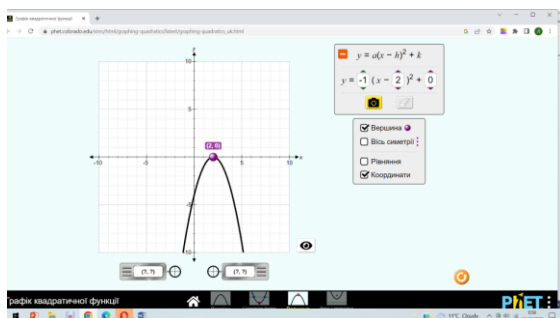 Графік квадратичної функції
phet.colorado.edu/sims/html/graphing-quadratics/latest/graphing-quadratics_uk.html
y
10
5
-10
-5
5
10
x
-5
-10
(2, 0)
y = a(x − h)² + k
y = -1 (x − 2)² + 0
Вершина
Вісь симетрії
Рівняння
Координати
(?, ?)
(?, ?)
Графік квадратичної функції
PhET
11°C Clouds